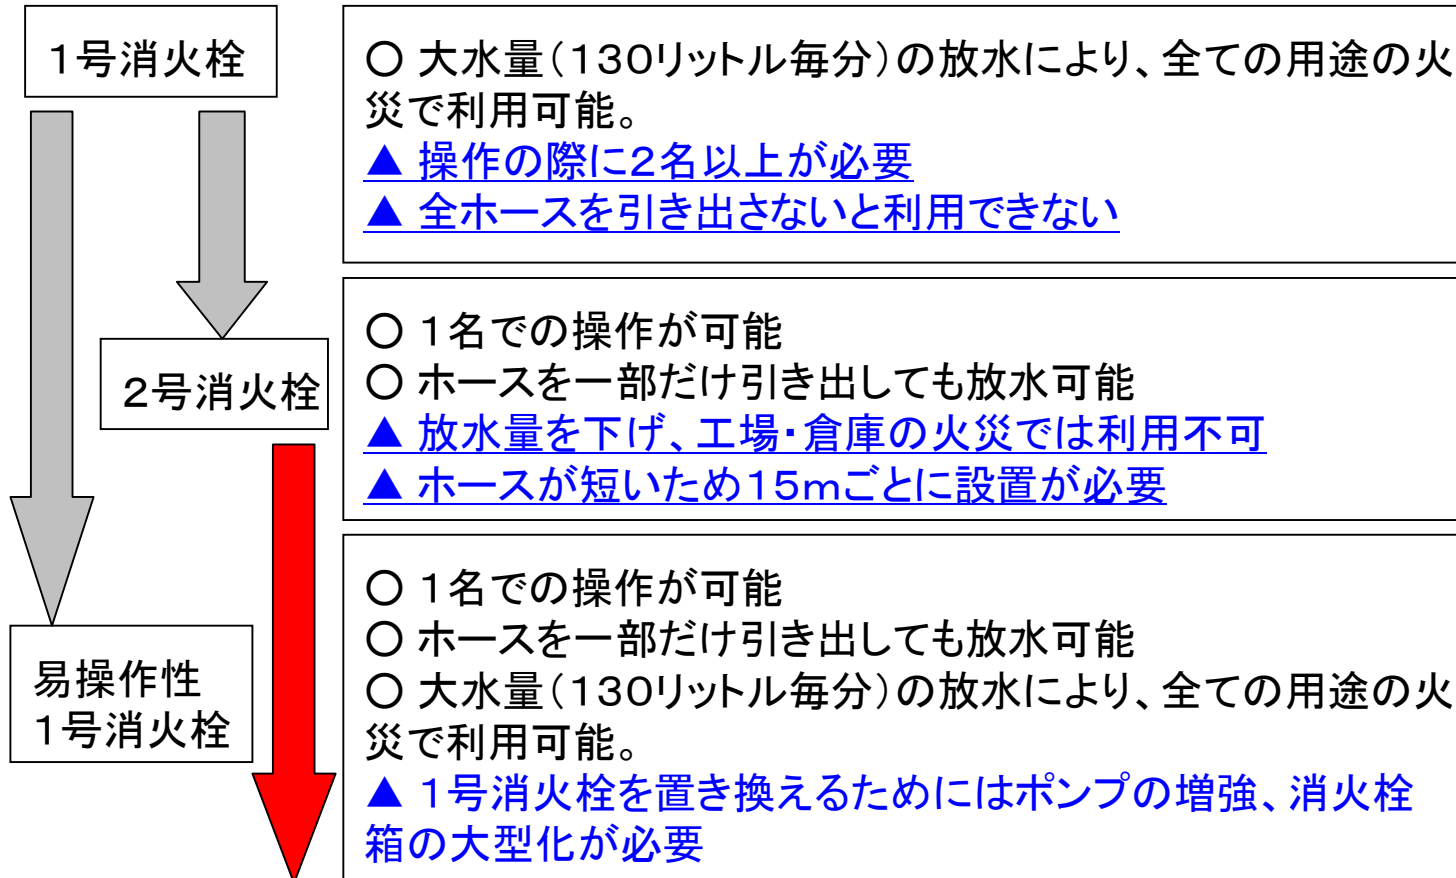 1号消火栓
○ 大水量(130リットル毎分)の放水により、全ての用途の火
災で利用可能。
▲ 操作の際に2名以上が必要
▲ 全ホースを引き出さないと利用できない
2号消火栓
○ 1名での操作が可能
○ ホースを一部だけ引き出しても放水可能
▲ 放水量を下げ、工場・倉庫の火災では利用不可
▲ ホースが短いため15mごとに設置が必要
易操作性
1号消火栓
○ 1名での操作が可能
○ ホースを一部だけ引き出しても放水可能
○ 大水量(130リットル毎分)の放水により、全ての用途の火
災で利用可能。
▲ 1号消火栓を置き換えるためにはポンプの増強、消火栓
箱の大型化が必要